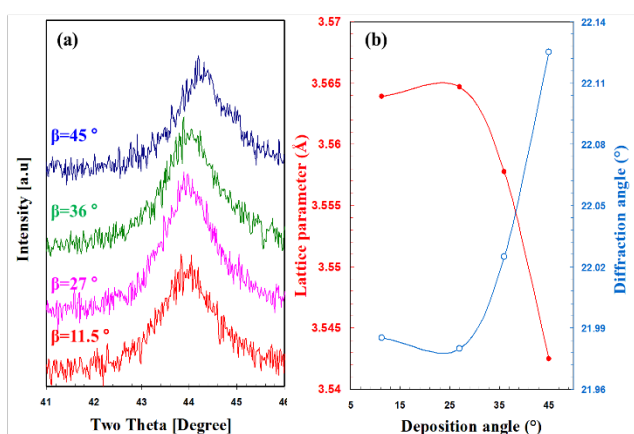 (a)
β=45 °
β=36 °
β=27 °
β=11.5 °
Intensity [a.u]
41 42 43 44 45 46
Two Theta [Degree]
(b)
3.57
3.565
3.56
3.555
3.55
3.545
3.54
Lattice parameter (Å)
22.14
22.11
22.08
22.05
22.02
21.99
21.96
Diffraction angle (°)
5 15 25 35 45 55
Deposition angle (°)